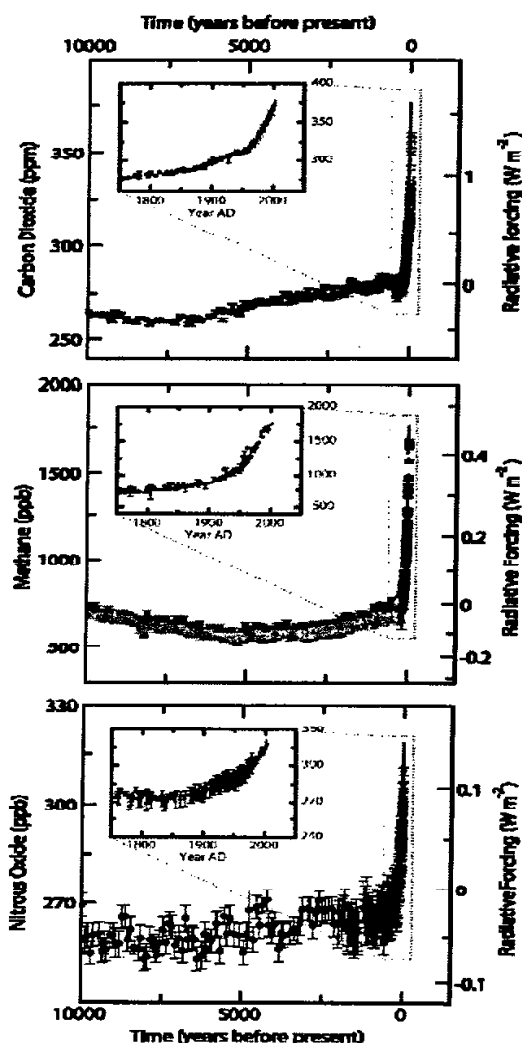 Time (years before present)
10000 5000 0
400
350
300
1800 1900 2000
Year AD
350
300
250
Carbon Dioxide (ppm)
1
0
Radiative Forcing (W m⁻²)
2000
1500
1000
500
Methane (ppb)
2000
1500
1000
500
1800 1900 2000
Year AD
0.4
0.2
0
-0.2
Radiative Forcing (W m⁻²)
330
300
270
Nitrous Oxide (ppb)
300
270
240
1800 1900 2000
Year AD
0.1
0
-0.1
Radiative Forcing (W m⁻²)
10000 5000 0
Time (years before present)